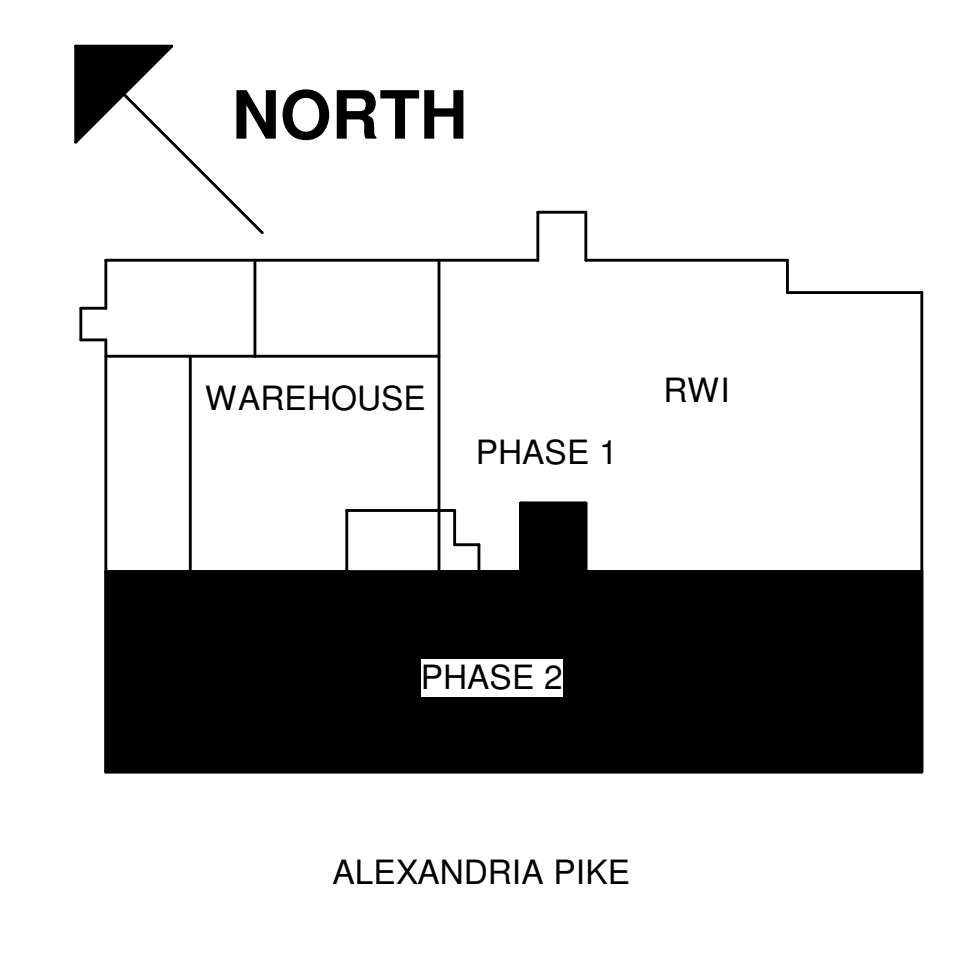 NORTH
WAREHOUSE
RWI
PHASE 1
PHASE 2
ALEXANDRIA PIKE